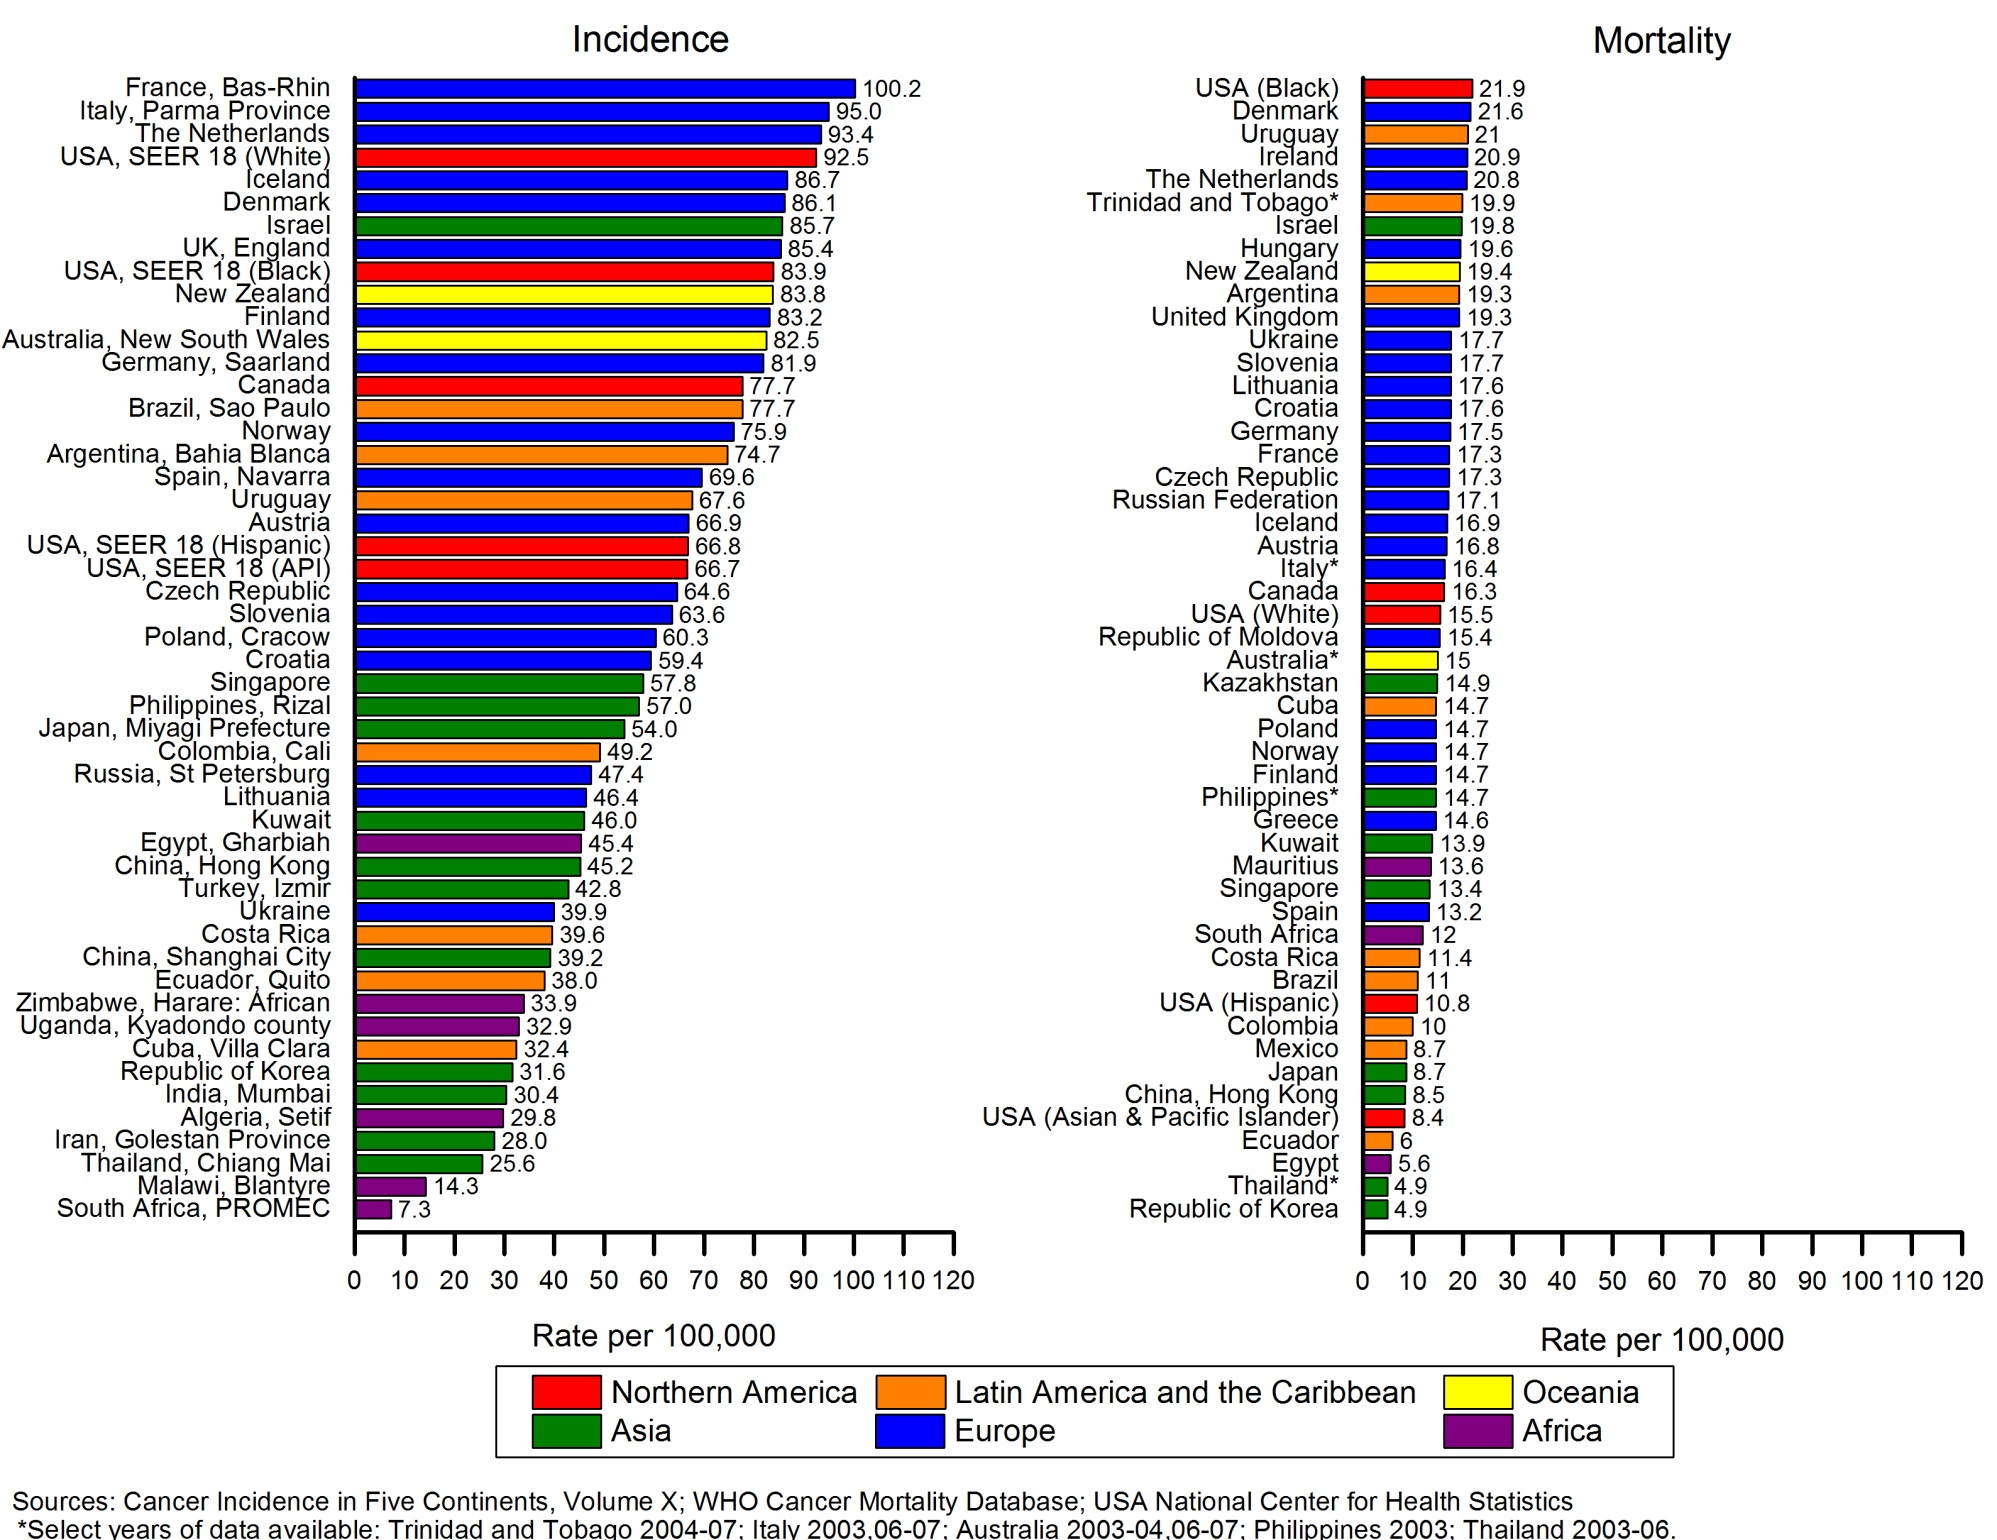 Incidence
France, Bas-Rhin 100.2
Italy, Parma Province 95.0
The Netherlands 93.4
USA, SEER 18 (White) 92.5
Iceland 86.7
Denmark 86.1
Israel 85.7
UK, England 85.4
USA, SEER 18 (Black) 83.9
New Zealand 83.8
Finland 83.2
Australia, New South Wales 82.5
Germany, Saarland 81.9
Canada 77.7
Brazil, Sao Paulo 77.7
Norway 75.9
Argentina, Bahia Blanca 74.7
Spain, Navarra 69.6
Uruguay 67.6
Austria 66.9
USA, SEER 18 (Hispanic) 66.8
USA, SEER 18 (API) 66.7
Czech Republic 64.6
Slovenia 63.6
Poland, Cracow 60.3
Croatia 59.4
Singapore 57.8
Philippines, Rizal 57.0
Japan, Miyagi Prefecture 54.0
Colombia, Cali 49.2
Russia, St Petersburg 47.4
Lithuania 46.4
Kuwait 46.0
Egypt, Gharbiah 45.4
China, Hong Kong 45.2
Turkey, Izmir 42.8
Ukraine 39.9
Costa Rica 39.6
China, Shanghai City 39.2
Ecuador, Quito 38.0
Zimbabwe, Harare: African 33.9
Uganda, Kyadondo county 32.9
Cuba, Villa Clara 32.4
Republic of Korea 31.6
India, Mumbai 30.4
Algeria, Setif 29.8
Iran, Golestan Province 28.0
Thailand, Chiang Mai 25.6
Malawi, Blantyre 14.3
South Africa, PROMEC 7.3
0 10 20 30 40 50 60 70 80 90 100 110 120
Rate per 100,000
Mortality
USA (Black) 21.9
Denmark 21.6
Uruguay 21
Ireland 20.9
The Netherlands 20.8
Trinidad and Tobago* 19.9
Israel 19.8
Hungary 19.6
New Zealand 19.4
Argentina 19.3
United Kingdom 19.3
Ukraine 17.7
Slovenia 17.7
Lithuania 17.6
Croatia 17.6
Germany 17.5
France 17.3
Czech Republic 17.3
Russian Federation 17.1
Iceland 16.9
Austria 16.8
Italy* 16.4
Canada 16.3
USA (White) 15.5
Republic of Moldova 15.4
Australia* 15
Kazakhstan 14.9
Cuba 14.7
Poland 14.7
Norway 14.7
Finland 14.7
Philippines* 14.7
Greece 14.6
Kuwait 13.9
Mauritius 13.6
Singapore 13.4
Spain 13.2
South Africa 12
Costa Rica 11.4
Brazil 11
USA (Hispanic) 10.8
Colombia 10
Mexico 8.7
Japan 8.7
China, Hong Kong 8.5
USA (Asian & Pacific Islander) 8.4
Ecuador 6
Egypt 5.6
Thailand* 4.9
Republic of Korea 4.9
0 10 20 30 40 50 60 70 80 90 100 110 120
Rate per 100,000
Northern America Latin America and the Caribbean Oceania
Asia Europe Africa
Sources: Cancer Incidence in Five Continents, Volume X; WHO Cancer Mortality Database; USA National Center for Health Statistics
*Select years of data available: Trinidad and Tobago 2004-07; Italy 2003,06-07; Australia 2003-04,06-07; Philippines 2003; Thailand 2003-06.